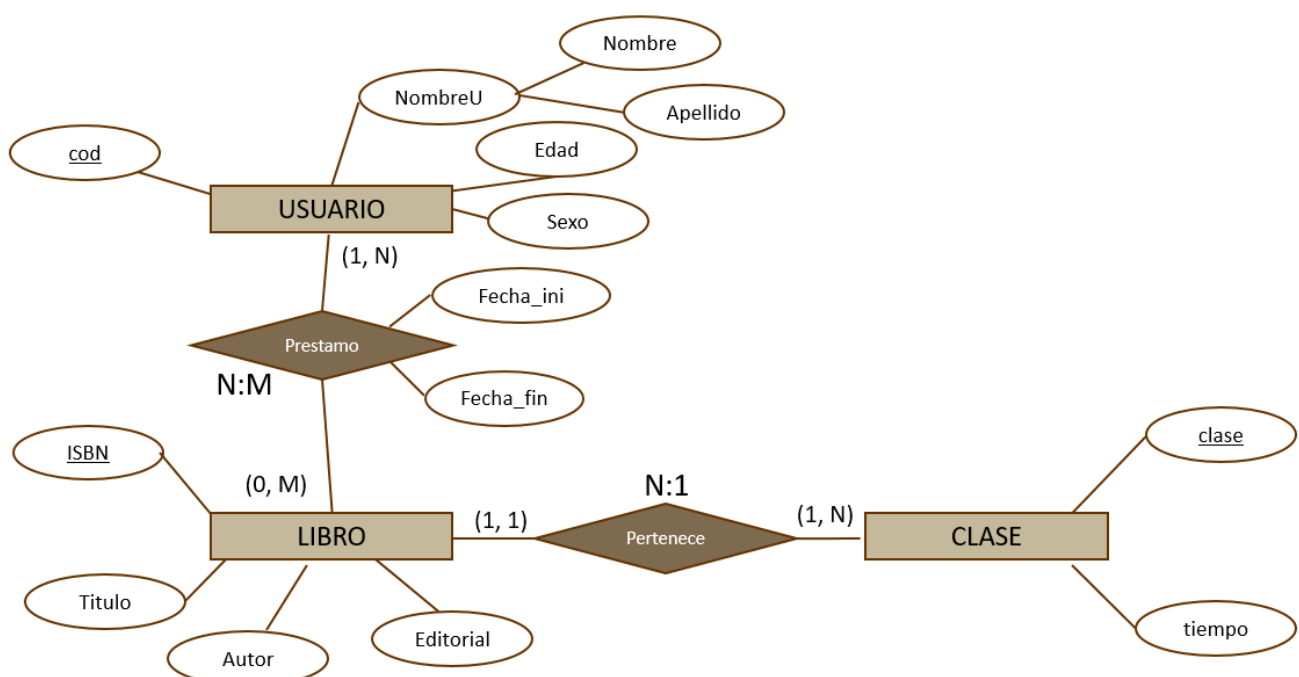 Nombre
NombreU
Apellido
cod
Edad
USUARIO
Sexo
(1, N)
Fecha_ini
Prestamo
N:M
Fecha_fin
clase
ISBN
(0, M)
N:1
(1, 1)
(1, N)
LIBRO
Pertenece
CLASE
Titulo
Editorial
tiempo
Autor